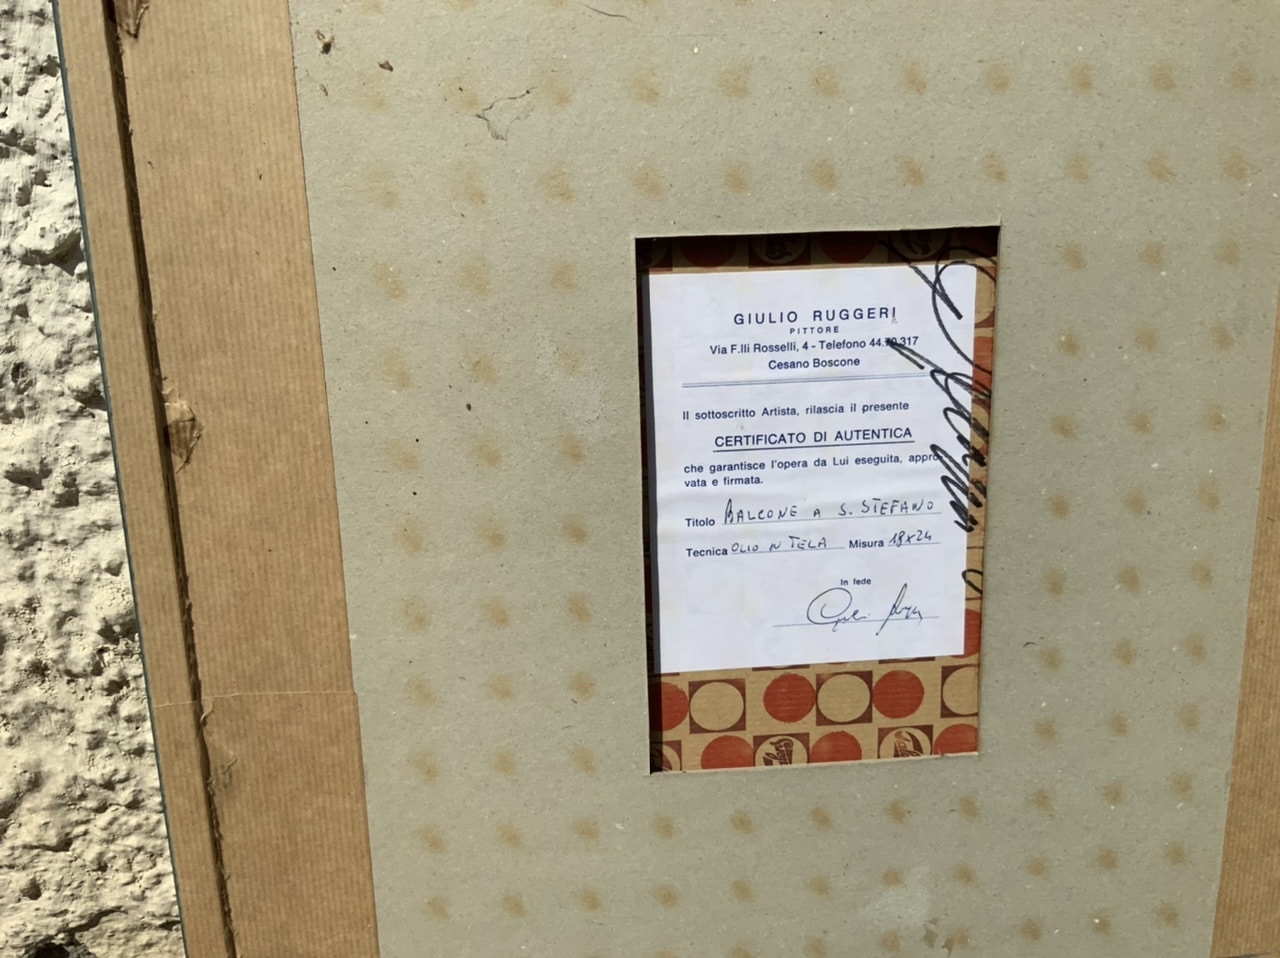 GIULIO RUGGERI
PITTORE
Via F.lli Rosselli, 4 - Telefono 44.70.317
Cesano Boscone
Il sottoscritto Artista, rilascia il presente
CERTIFICATO DI AUTENTICA
che garantisce l'opera da Lui eseguita, appro-
vata e firmata.
Titolo BALCONE A S. STEFANO
Tecnica OLIO IN TELA Misura 18x24
In fede